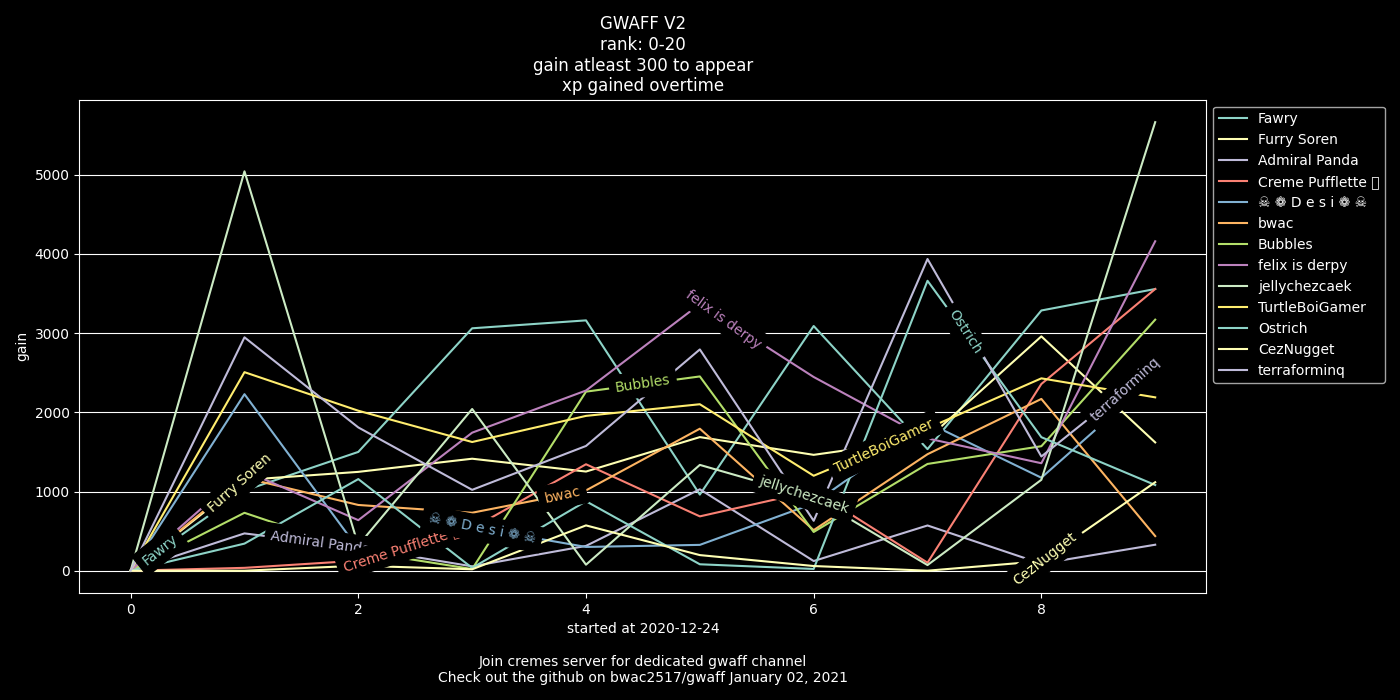 GWAFF V2
rank: 0-20
gain atleast 300 to appear
xp gained overtime
gain
5000
4000
3000
2000
1000
0
0
2
4
6
8
Fawry
Furry Soren
Admiral Pand
Creme Pufflette
☠ ❁ D e s i ❁ ☠
bwac
Bubbles
felix is derpy
jellychezcaek
TurtleBoiGamer
Ostrich
CezNugget
terraforminq
Fawry
Furry Soren
Admiral Panda
Creme Pufflette
☠ ❁ D e s i ❁ ☠
bwac
Bubbles
felix is derpy
jellychezcaek
TurtleBoiGamer
Ostrich
CezNugget
terraforminq
started at 2020-12-24
Join cremes server for dedicated gwaff channel
Check out the github on bwac2517/gwaff January 02, 2021